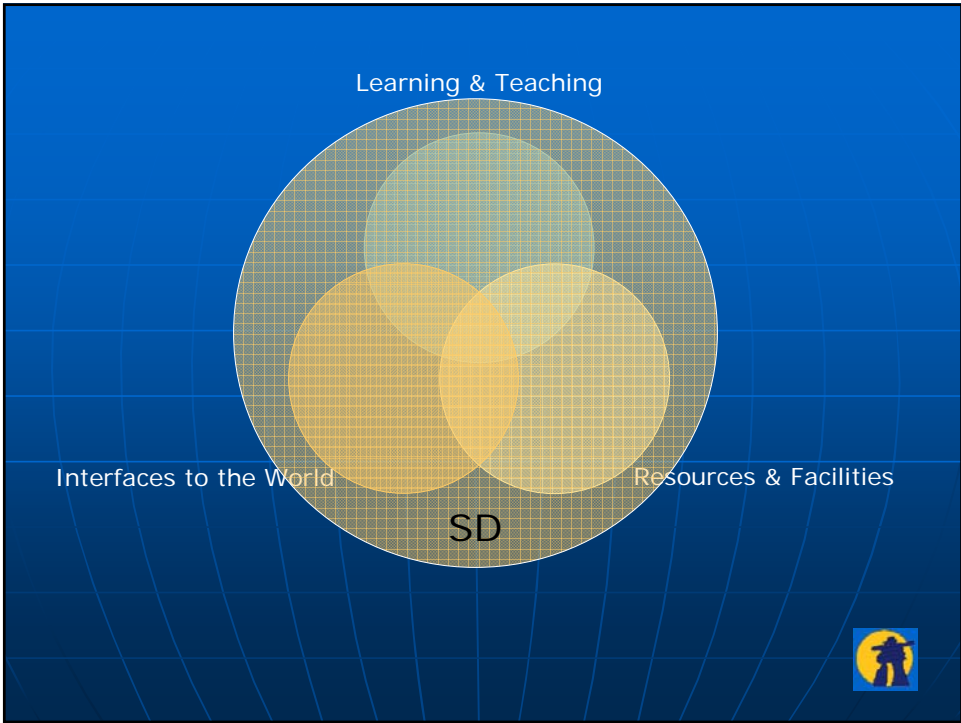 Learning & Teaching
Interfaces to the World
Resources & Facilities
SD